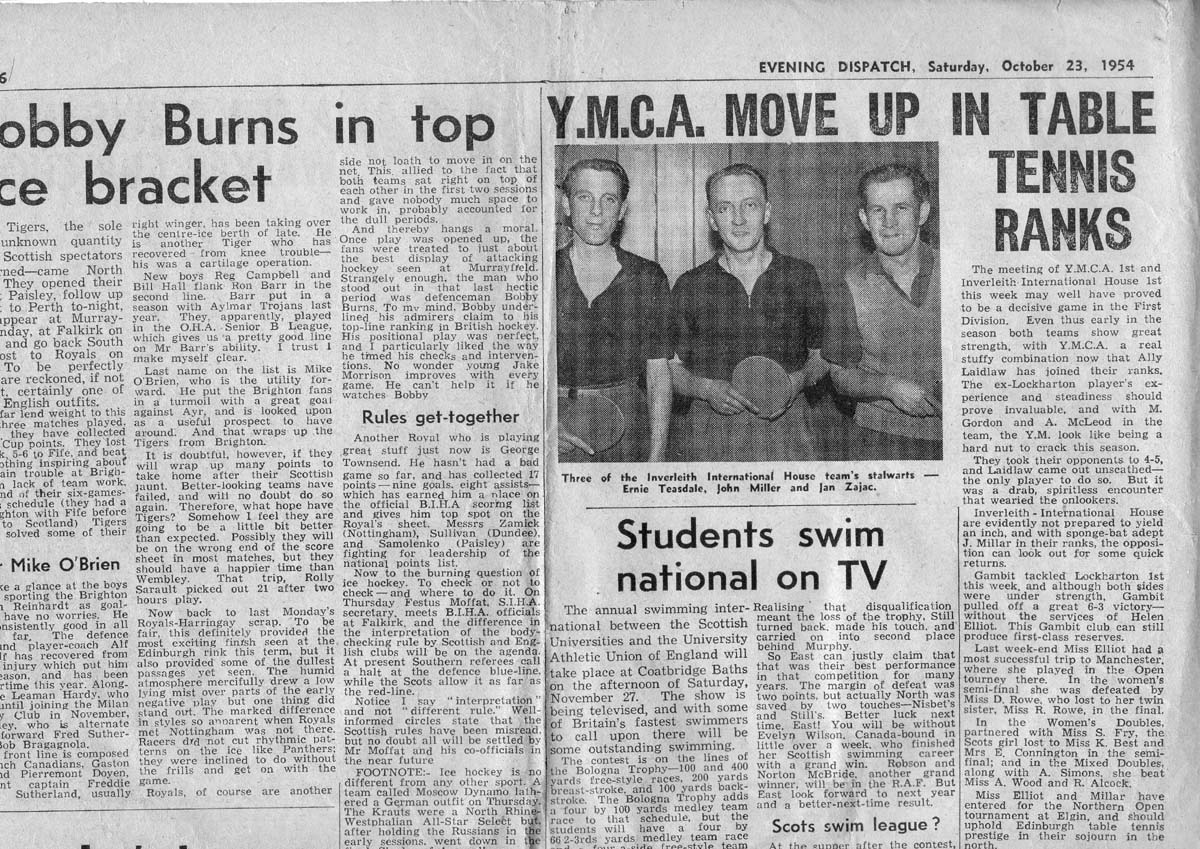 6
EVENING DISPATCH, Saturday, October 23, 1954
obby Burns in top
ce bracket
Tigers, the sole
unknown quantity
Scottish spectators
rned—came North
They opened their
Paisley, follow up
to Perth to-night,
appear at Murray-
nday, at Falkirk on
and go back South
ost to Royals on
To be perfectly
are reckoned, if not
t, certainly one of
English outfits.
far lend weight to this
three matches played,
they have collected
Cup points. They lost
k, 5-6 to Fife, and beat
othing inspiring about
ain trouble at Brigh-
n lack of team work,
nd of their six-games-
schedule (they had a
ghton with Fife before
to Scotland) Tigers
solved some of their
r Mike O'Brien
ke a glance at the boys
sporting the Brighton
n Reinhardt as goal-
have no worries. He
onsistently good in all
far. The defence
nd player-coach Alf
lf has recovered from
injury which put him
eason, and has been
rtime this year. Along-
e Leaman Hardy, who
until joining the Milan
y Club in November,
ey, who is alternate
forward Fred Suther-
Bob Bragagnola.
front line is composed
nch Canadians, Gaston
nd Pierremont Doyen,
nt captain Freddie
Sutherland, usually
right winger, has been taking over
the centre-ice berth of late. He
is another Tiger who has
recovered from knee trouble—
his was a cartilage operation.
New boys Reg Campbell and
Bill Hall flank Ron Barr in the
second line. Barr put in a
season with Aylmar Trojans last
year. They, apparently, played
in the O.H.A. Senior B League,
which gives us a pretty good line
on Mr Barr's ability. I trust I
make myself clear.
Last name on the list is Mike
O'Brien, who is the utility for-
ward. He put the Brighton fans
in a turmoil with a great goal
against Ayr, and is looked upon
as a useful prospect to have
around. And that wraps up the
Tigers from Brighton.
It is doubtful, however, if they
will wrap up many points to
take home after their Scottish
jaunt. Better-looking teams have
failed, and will no doubt do so
again. Therefore, what hope have
Tigers? Somehow I feel they are
going to be a little bit better
than expected. Possibly they will
be on the wrong end of the score
sheet in most matches, but they
should have a happier time than
Wembley. That trip, Rolly
Sarault picked out 21 after two
hours play.
Now back to last Monday's
Royals-Harringay scrap. To be
fair, this definitely provided the
most exciting finish seen at the
Edinburgh rink this term, but it
also provided some of the dullest
passages yet seen. The humid
atmosphere mercifully drew a low
lying mist over parts of the early
negative play but one thing did
stand out. The marked difference
in styles so apparent when Royals
met Nottingham was not there.
Racers did not cut rhythmic pat-
terns on the ice like Panthers;
they were inclined to do without
the frills and get on with the
game.
Royals, of course are another
side not loath to move in on the
net. This, allied to the fact that
both teams sat right on top of
each other in the first two sessions
and gave nobody much space to
work in, probably accounted for
the dull periods.
And thereby hangs a moral.
Once play was opened up, the
fans were treated to just about
the best display of attacking
hockey seen at Murrayfield.
Strangely enough, the man who
stood out in that last hectic
period was defenceman Bobby
Burns. To my mind, Bobby under-
lined his admirers claim to his
top-line ranking in British hockey.
His positional play was perfect,
and I particularly liked the way
he timed his checks and interven-
tions. No wonder young Jake
Morrison improves with every
game. He can't help it if he
watches Bobby
Rules get-together
Another Royal who is playing
great stuff just now is George
Townsend. He hasn't had a bad
game so far, and has collected 17
points—nine goals, eight assists—
which has earned him a place on
the official B.I.H.A scoring list
and gives him top spot on the
Royal's sheet. Messrs Zamick
(Nottingham), Sullivan (Dundee),
and Samolenko (Paisley) are
fighting for leadership of the
national points list.
Now to the burning question of
ice hockey. To check or not to
check—and where to do it. On
Thursday Festus Moffat, S.I.H.A.
secretary, meets B.I.H.A. officials
at Falkirk, and the difference in
the interpretation of the body-
checking rule by Scottish and Eng-
lish refs will be on the agenda.
At present Southern referees call
a halt at the defence blue-line,
while the Scots allow it as far as
the red-line.
Notice I say "interpretation"
and not "different rule." Well-
informed circles state that the
Scottish rules have been misread,
but no doubt all will be settled by
Mr Moffat and his co-officials in
the near future
FOOTNOTE:- Ice hockey is no
different from any other sport. A
team called Moscow Dynamo lath-
ered a German outfit on Thursday.
The Krauts were a North Rhine-
Westphalian All-Star Select but,
after holding the Russians in the
early sessions, went down in the
Y.M.C.A. MOVE UP IN TABLE
TENNIS
RANKS
Three of the Inverleith International House team's stalwarts —
Ernie Teasdale, John Miller and Jan Zajac.
Students swim
national on TV
The annual swimming inter-
national between the Scottish
Universities and the University
Athletic Union of England will
take place at Coatbridge Baths
on the afternoon of Saturday,
November 27. The show is
being televised, and with some
of Britain's fastest swimmers
to call upon there will be
some outstanding swimming.
The contest is on the lines of
the Bologna Trophy—100 and 400
yards free-style races, 200 yards
breast-stroke, and 100 yards back-
stroke. The Bologna Trophy adds
a four by 100 yards medley team
race to that schedule, but the
students will have a four by
66 2-3rds yards medley team race
and a four-a-side free-style team
Realising that disqualification
meant the loss of the trophy, Still
turned back, made his touch, and
carried on into second place
behind Murphy.
So East can justly claim that
that was their best performance
in that competition for many
years. The margin of defeat was
two points, but actually North was
saved by two touches—Nisbet's
and Still's. Better luck next
time, East! You will be without
Evelyn Wilson, Canada-bound in
little over a week, who finished
her Scottish swimming career
with a grand win. Robson and
Norton McBride, another grand
winner, will be in the R.A.F. But
East look forward to next year
and a better-next-time result.
Scots swim league?
At the supper after the contest,
The meeting of Y.M.C.A. 1st and
Inverleith-International House 1st
this week may well have proved
to be a decisive game in the First
Division. Even thus early in the
season both teams show great
strength, with Y.M.C.A. a real
stuffy combination now that Ally
Laidlaw has joined their ranks.
The ex-Lockharton player's ex-
perience and steadiness should
prove invaluable, and with M.
Gordon and A. McLeod in the
team, the Y.M. look like being a
hard nut to crack this season.
They took their opponents to 4-5,
and Laidlaw came out unscathed—
the only player to do so. But it
was a drab, spiritless encounter
that wearied the onlookers.
Inverleith-International House
are evidently not prepared to yield
an inch, and with sponge-bat adept
J. Millar in their ranks, the opposi-
tion can look out for some quick
returns.
Gambit tackled Lockharton 1st
this week, and although both sides
were under strength, Gambit
pulled off a great 6-3 victory—
without the services of Helen
Elliot. This Gambit club can still
produce first-class reserves.
Last week-end Miss Elliot had a
most successful trip to Manchester,
where she played in the Open
tourney there. In the women's
semi-final she was defeated by
Miss D. Rowe, who lost to her twin
sister, Miss R. Rowe, in the final.
In the Women's Doubles,
partnered with Miss S. Fry, the
Scots girl lost to K. Best and
Mrs E. Connington in the semi-
final; and in the Mixed Doubles,
along with A. Simons, she beat
Miss A. Wood and R. Alcock.
Miss Elliot and Millar have
entered for the Northern Open
tournament at Elgin, and should
uphold Edinburgh table tennis
prestige in their sojourn in the
north.